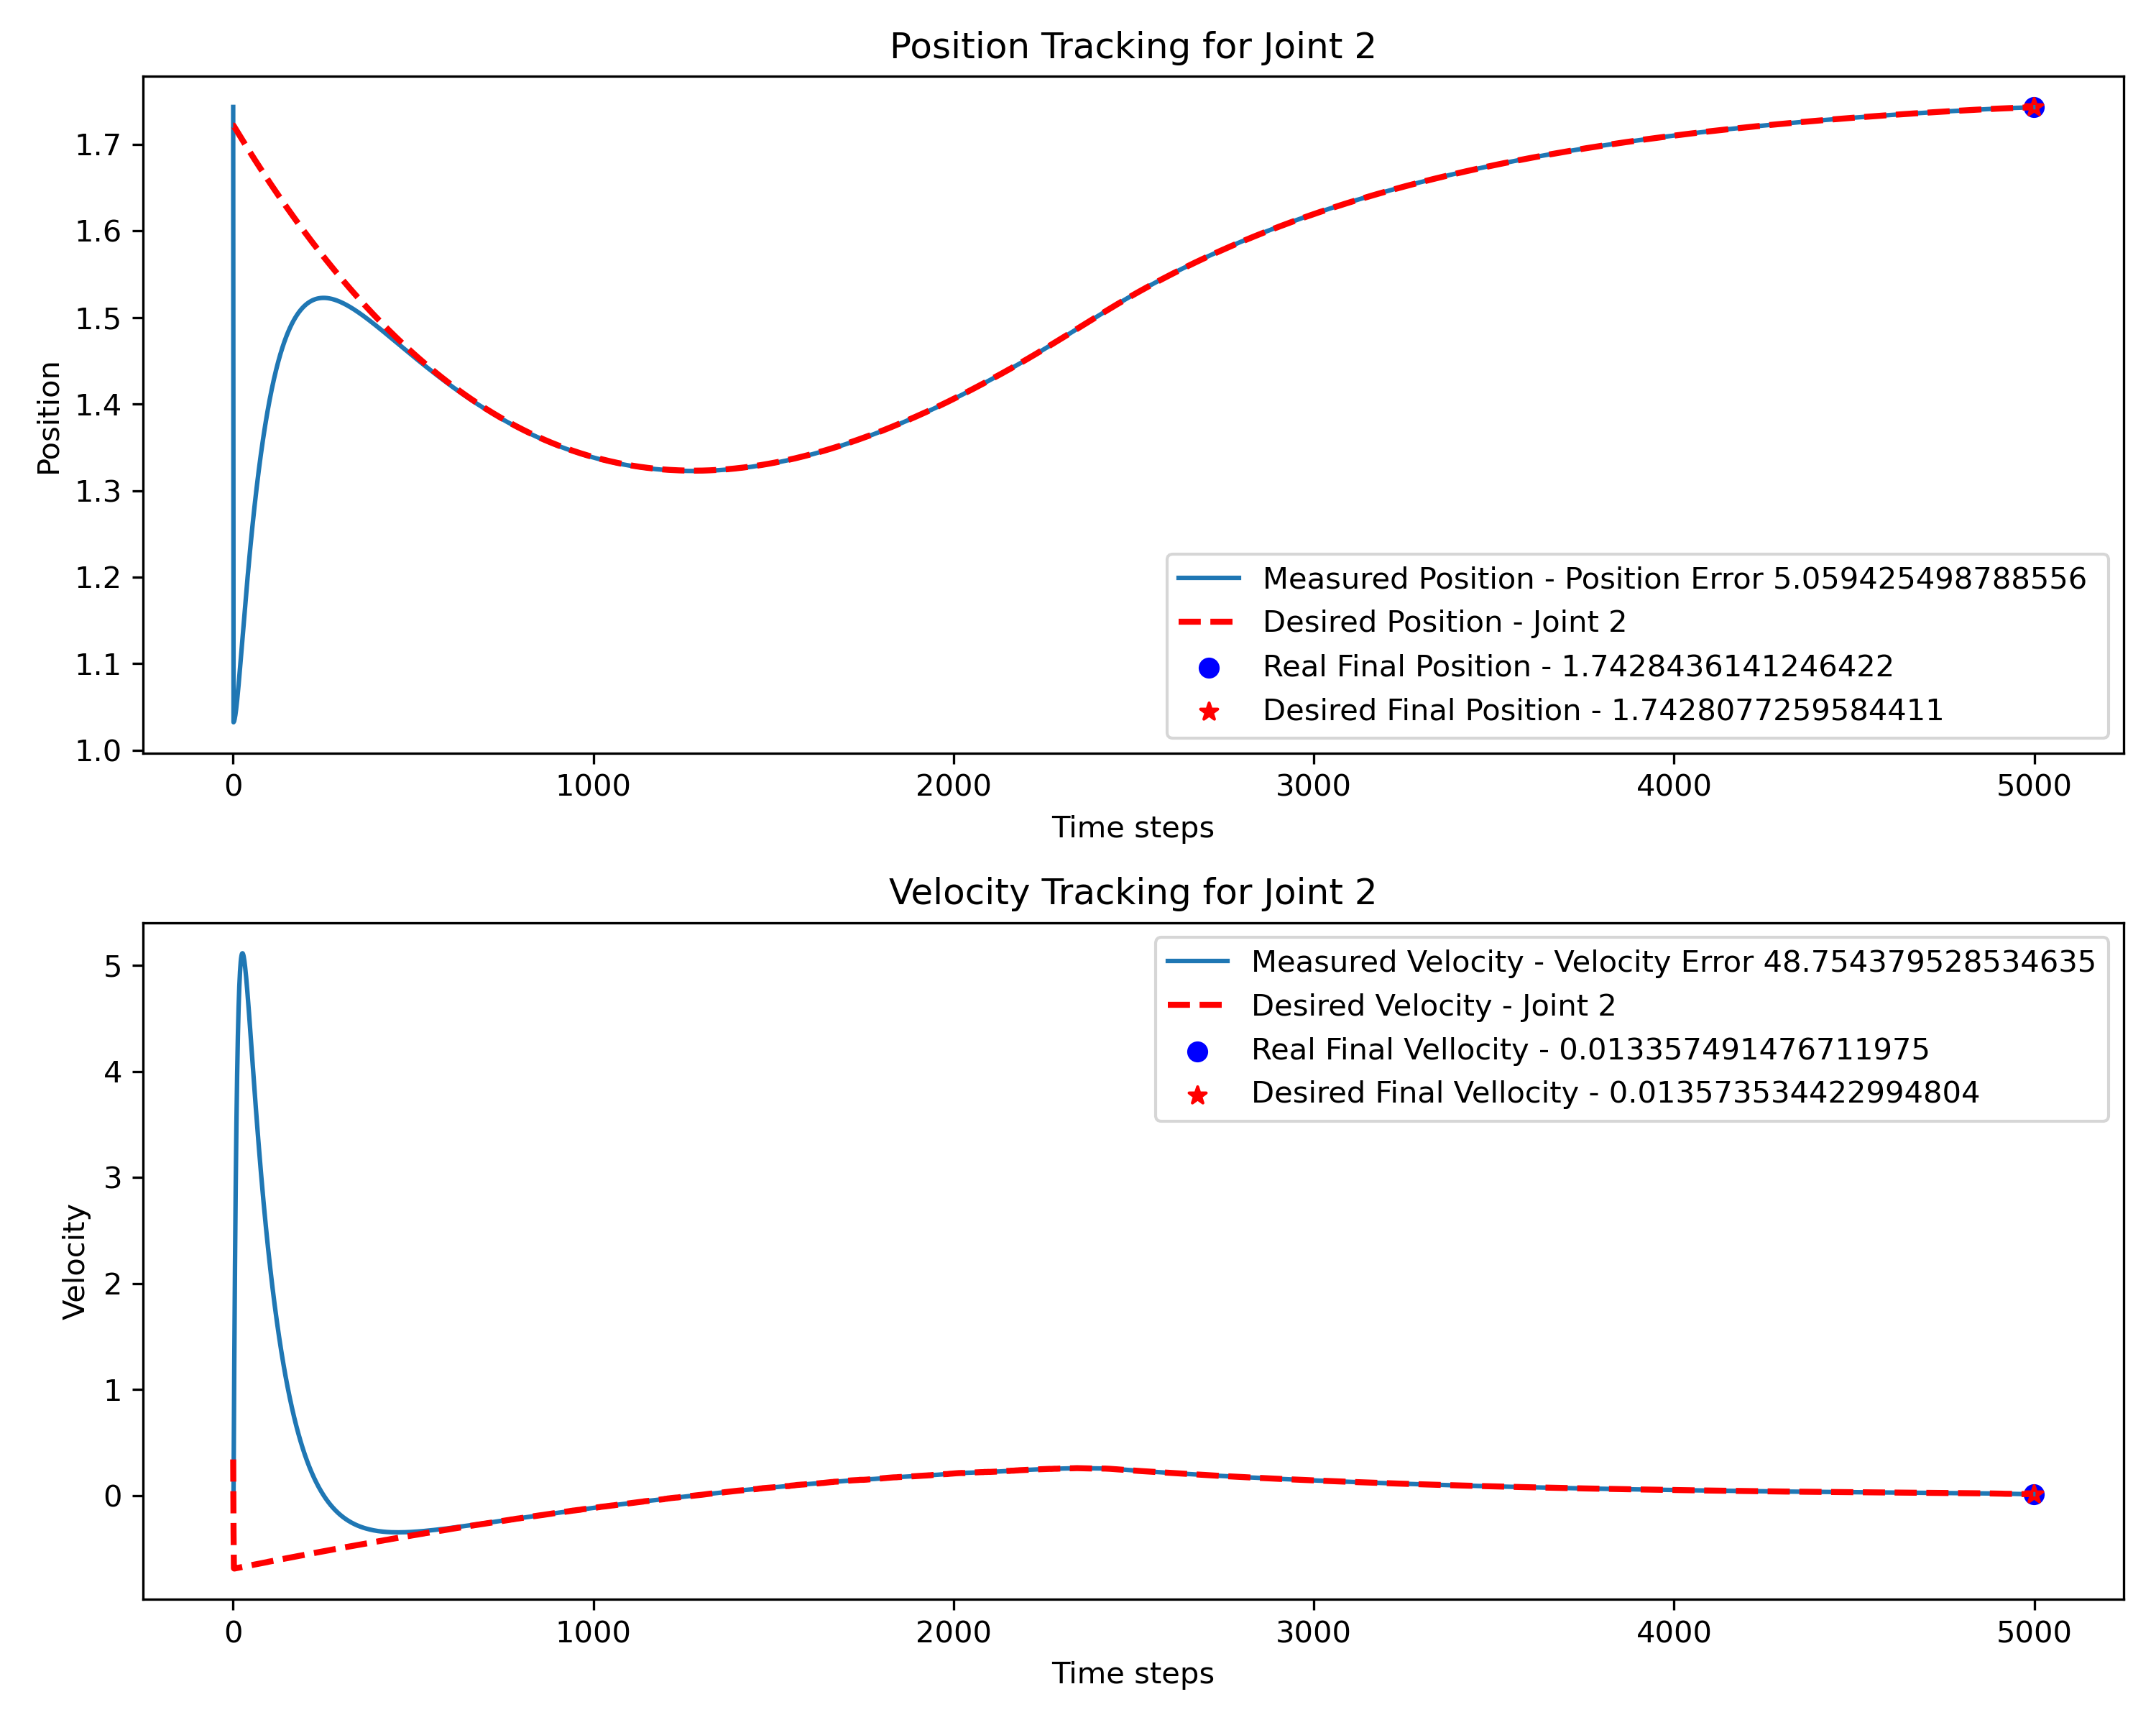 Position Tracking for Joint 2
1.7
1.6
1.5
1.4
1.3
1.2
1.1
1.0
Position
Measured Position - Position Error 5.059425498788556
Desired Position - Joint 2
Real Final Position - 1.7428436141246422
Desired Final Position - 1.7428077259584411
0 1000 2000 3000 4000 5000
Time steps
Velocity Tracking for Joint 2
5
4
3
2
1
0
Velocity
Measured Velocity - Velocity Error 48.754379528534635
Desired Velocity - Joint 2
Real Final Vellocity - 0.013357491476711975
Desired Final Vellocity - 0.013573534422994804
0 1000 2000 3000 4000 5000
Time steps